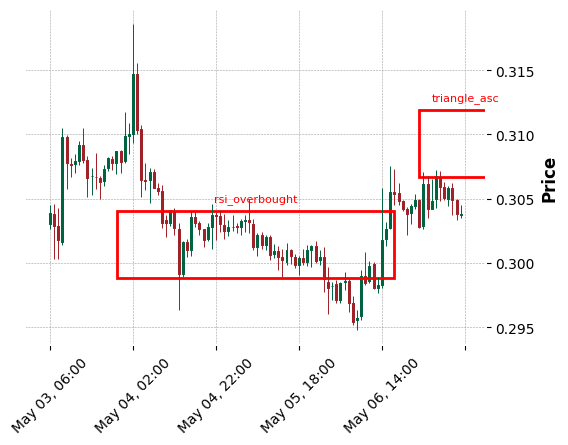 triangle_asc
rsi_overbought
0.315
0.310
0.305
0.300
0.295
Price
May 03, 06:00
May 04, 02:00
May 04, 22:00
May 05, 18:00
May 06, 14:00